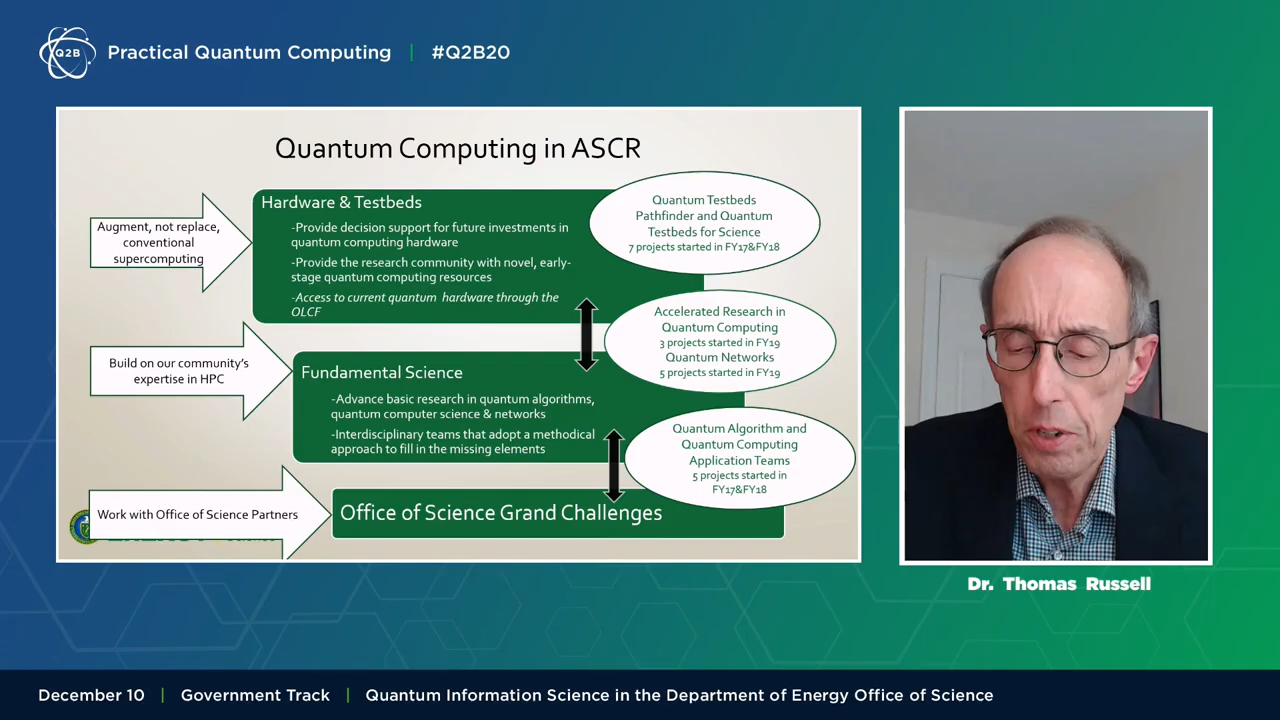 Q2B
Practical Quantum Computing | #Q2B20
Quantum Computing in ASCR
Augment, not replace,
conventional
supercomputing
Hardware & Testbeds
-Provide decision support for future investments in
quantum computing hardware
-Provide the research community with novel, early-
stage quantum computing resources
-Access to current quantum hardware through the
OLCF
Quantum Testbeds
Pathfinder and Quantum
Testbeds for Science
7 projects started in FY17&FY18
Accelerated Research in
Quantum Computing
3 projects started in FY19
Quantum Networks
5 projects started in FY19
Build on our community's
expertise in HPC
Fundamental Science
-Advance basic research in quantum algorithms,
quantum computer science & networks
-Interdisciplinary teams that adopt a methodical
approach to fill in the missing elements
Quantum Algorithm and
Quantum Computing
Application Teams
5 projects started in
FY17&FY18
Work with Office of Science Partners
Office of Science Grand Challenges
Dr. Thomas Russell
December 10 | Government Track | Quantum Information Science in the Department of Energy Office of Science